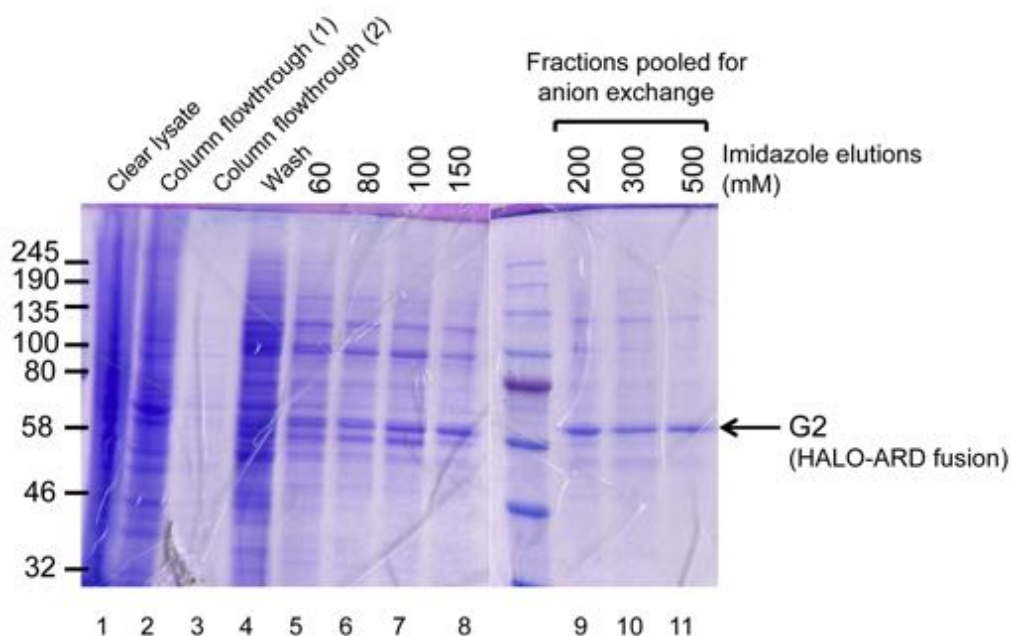 Clear lysate
Column flowthrough (1)
Column flowthrough (2)
Wash
60
80
100
150
Fractions pooled for
anion exchange
200
300
500
Imidazole elutions
(mM)
245
190
135
100
80
58
46
32
G2
(HALO-ARD fusion)
1 2 3 4 5 6 7 8 9 10 11